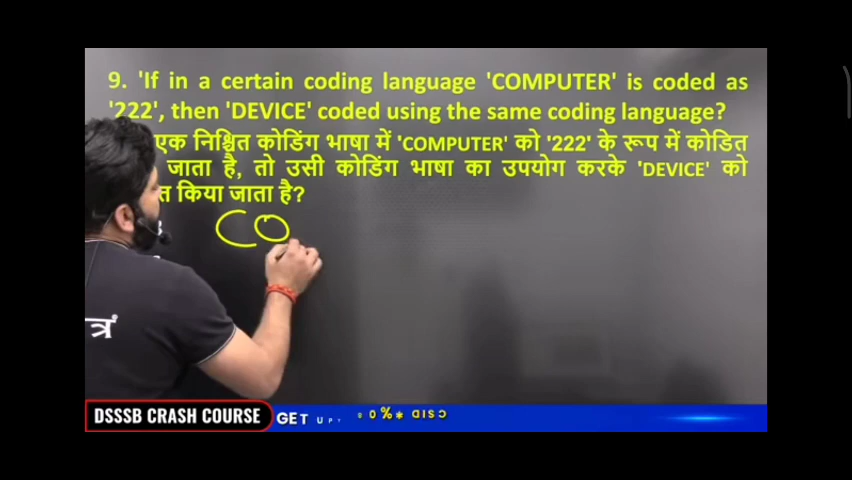 9. 'If in a certain coding language 'COMPUTER' is coded as
'222', then 'DEVICE' coded using the same coding language?
एक निश्चित कोडिंग भाषा में 'COMPUTER' को '222' के रूप में कोडित
जाता है, तो उसी कोडिंग भाषा का उपयोग करके 'DEVICE' को
किया जाता है?
CO
DSSSB CRASH COURSE GET